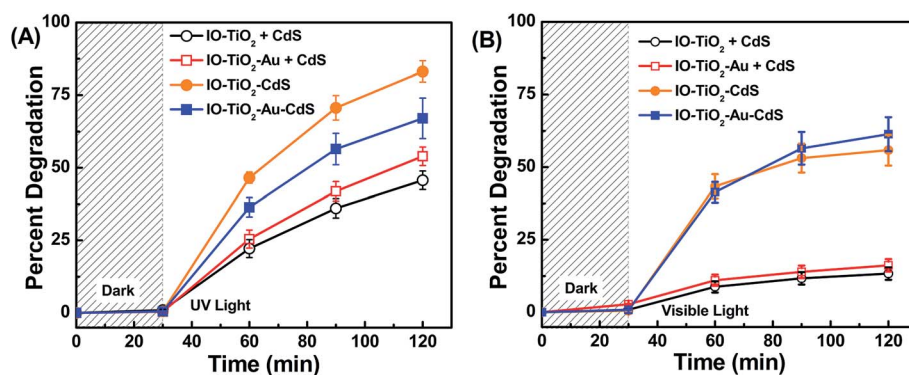 (A)
Percent Degradation
100
75
50
25
0
IO-TiO₂ + CdS
IO-TiO₂-Au + CdS
IO-TiO₂-CdS
IO-TiO₂-Au-CdS
Dark
UV Light
0 20 40 60 80 100 120
Time (min)
(B)
Percent Degradation
100
75
50
25
0
IO-TiO₂ + CdS
IO-TiO₂-Au + CdS
IO-TiO₂-CdS
IO-TiO₂-Au-CdS
Dark
Visible Light
0 20 40 60 80 100 120
Time (min)